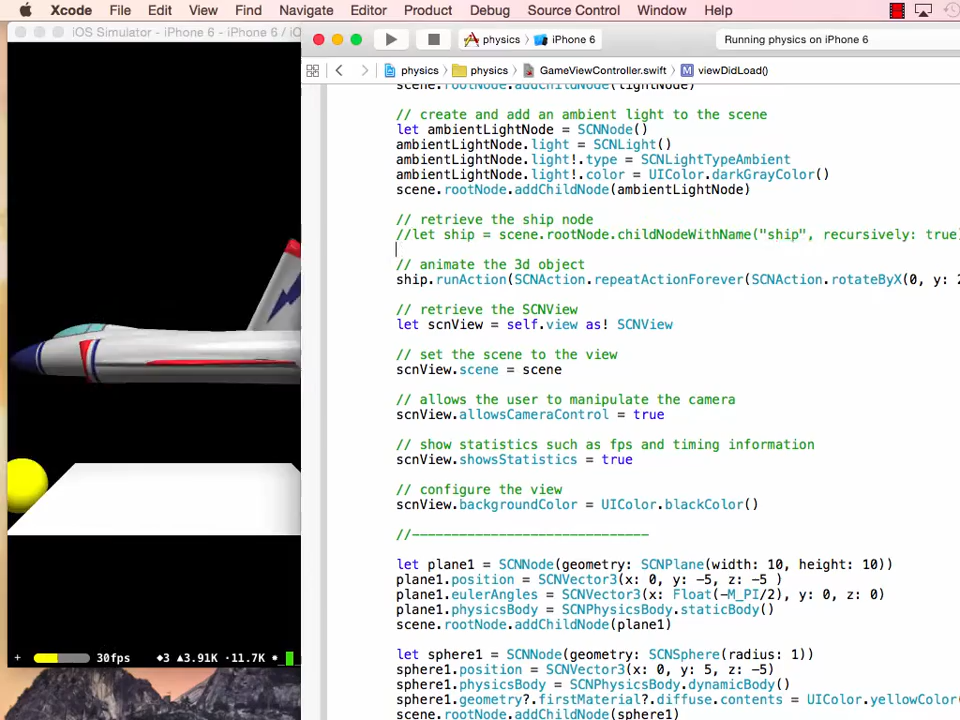 Xcode File Edit View Find Navigate Editor Product Debug Source Control Window Help
iOS Simulator - iPhone 6 - iPhone 6 / iO
physics iPhone 6 Running physics on iPhone 6
physics physics GameViewController.swift M viewDidLoad()
scene.rootNode.addChildNode(lightNode)
// create and add an ambient light to the scene
let ambientLightNode = SCNNode()
ambientLightNode.light = SCNLight()
ambientLightNode.light!.type = SCNLightTypeAmbient
ambientLightNode.light!.color = UIColor.darkGrayColor()
scene.rootNode.addChildNode(ambientLightNode)
// retrieve the ship node
//let ship = scene.rootNode.childNodeWithName("ship", recursively: true)
// animate the 3d object
ship.runAction(SCNAction.repeatActionForever(SCNAction.rotateByX(0, y: 2
// retrieve the SCNView
let scnView = self.view as! SCNView
// set the scene to the view
scnView.scene = scene
// allows the user to manipulate the camera
scnView.allowsCameraControl = true
// show statistics such as fps and timing information
scnView.showsStatistics = true
// configure the view
scnView.backgroundColor = UIColor.blackColor()
//------------------------------
let plane1 = SCNNode(geometry: SCNPlane(width: 10, height: 10))
plane1.position = SCNVector3(x: 0, y: -5, z: -5 )
plane1.eulerAngles = SCNVector3(x: Float(-M_PI/2), y: 0, z: 0)
plane1.physicsBody = SCNPhysicsBody.staticBody()
scene.rootNode.addChildNode(plane1)
let sphere1 = SCNNode(geometry: SCNSphere(radius: 1))
sphere1.position = SCNVector3(x: 0, y: 5, z: -5)
sphere1.physicsBody = SCNPhysicsBody.dynamicBody()
sphere1.geometry?.firstMaterial?.diffuse.contents = UIColor.yellowColor
scene.rootNode.addChildNode(sphere1)
+ 30fps ◆3 ▲3.91K ·11.7K